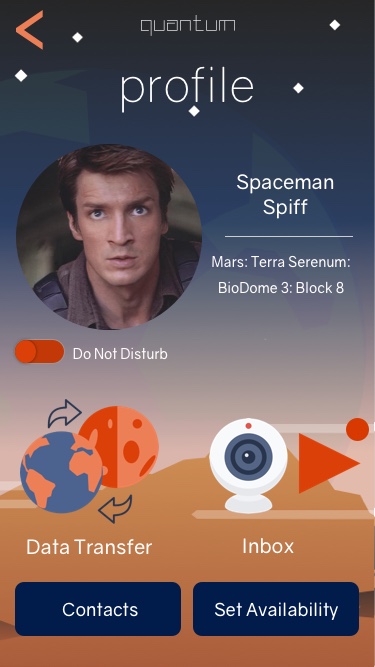 quantum
profile
Spaceman
Spiff
Mars: Terra Serenum:
BioDome 3: Block 8
Do Not Disturb
Data Transfer
Inbox
Contacts
Set Availability